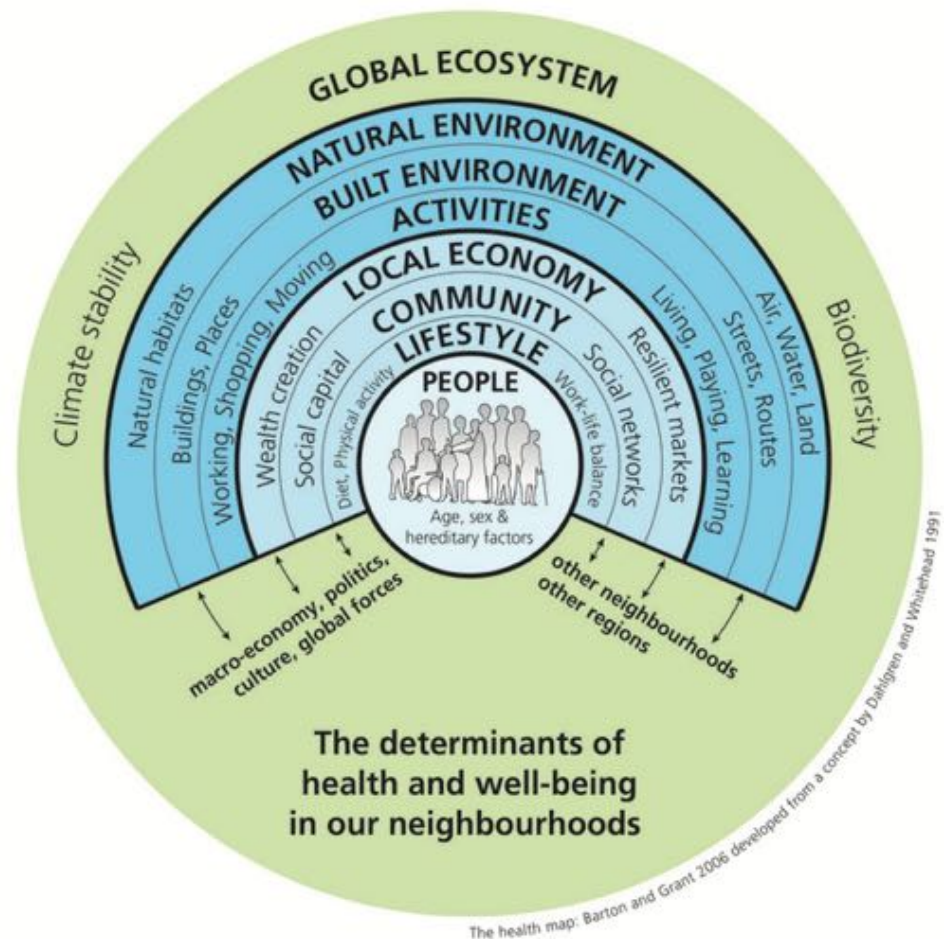 GLOBAL ECOSYSTEM
NATURAL ENVIRONMENT
BUILT ENVIRONMENT
ACTIVITIES
LOCAL ECONOMY
COMMUNITY
LIFESTYLE
PEOPLE
Age, sex &
hereditary factors
Climate stability
Natural habitats
Buildings, Places
Working, Shopping, Moving
Wealth creation
Social capital
Diet, Physical activity
Work-life balance
Social networks
Resilient markets
Living, Playing, Learning
Streets, Routes
Air, Water, Land
Biodiversity
macro-economy, politics,
culture, global forces
other neighbourhoods
other regions
The determinants of
health and well-being
in our neighbourhoods
The health map: Barton and Grant 2006 developed from a concept by Dahlgren and Whitehead 1991